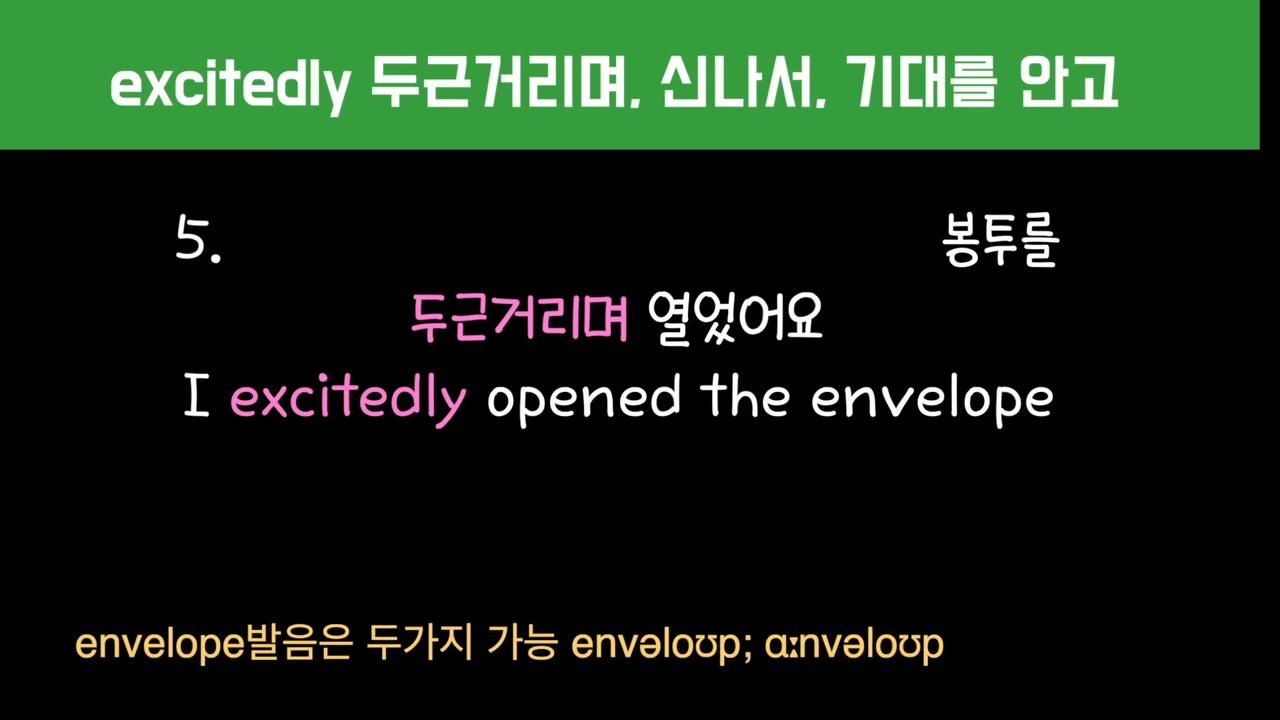 excitedly 두근거리며, 신나서, 기대를 안고
5. 봉투를
두근거리며 열었어요
I excitedly opened the envelope
envelope발음은 두가지 가능 envəloʊp; ɑːnvəloʊp